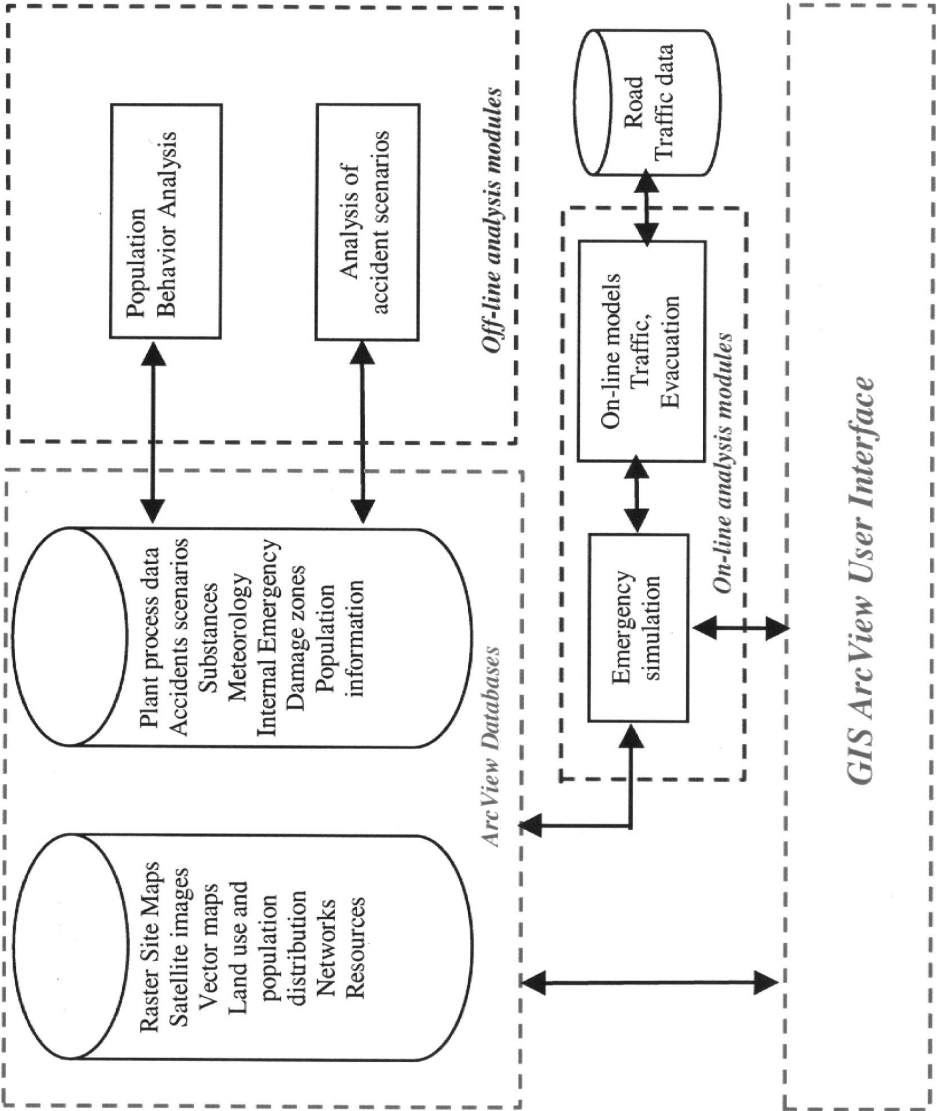 Raster Site Maps
Satellite images
Vector maps
Land use and
population
distribution
Networks
Resources
Plant process data
Accidents scenarios
Substances
Meteorology
Internal Emergency
Damage zones
Population
information
ArcView Databases
Population
Behavior Analysis
Analysis of
accident scenarios
Off-line analysis modules
Emergency
simulation
On-line models
Traffic,
Evacuation
On-line analysis modules
Road
Traffic data
GIS ArcView User Interface